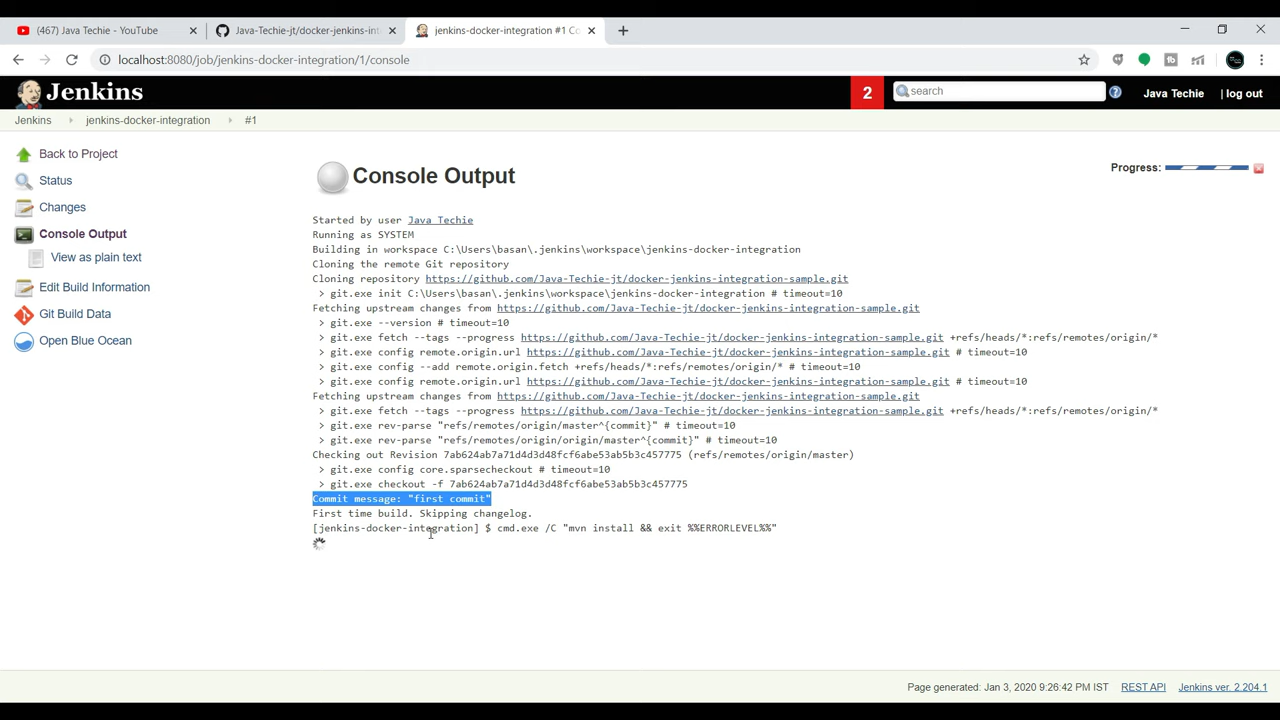 (467) Java Techie - YouTube
Java-Techie-jt/docker-jenkins-int
jenkins-docker-integration #1 Co
localhost:8080/job/jenkins-docker-integration/1/console
Jenkins
2
search
Java Techie
| log out
Jenkins
jenkins-docker-integration
#1
Back to Project
Status
Changes
Console Output
View as plain text
Edit Build Information
Git Build Data
Open Blue Ocean
Console Output
Progress:
Started by user Java Techie
Running as SYSTEM
Building in workspace C:\Users\basan\.jenkins\workspace\jenkins-docker-integration
Cloning the remote Git repository
Cloning repository https://github.com/Java-Techie-jt/docker-jenkins-integration-sample.git
> git.exe init C:\Users\basan\.jenkins\workspace\jenkins-docker-integration # timeout=10
Fetching upstream changes from https://github.com/Java-Techie-jt/docker-jenkins-integration-sample.git
> git.exe --version # timeout=10
> git.exe fetch --tags --progress https://github.com/Java-Techie-jt/docker-jenkins-integration-sample.git +refs/heads/*:refs/remotes/origin/*
> git.exe config remote.origin.url https://github.com/Java-Techie-jt/docker-jenkins-integration-sample.git # timeout=10
> git.exe config --add remote.origin.fetch +refs/heads/*:refs/remotes/origin/* # timeout=10
> git.exe config remote.origin.url https://github.com/Java-Techie-jt/docker-jenkins-integration-sample.git # timeout=10
Fetching upstream changes from https://github.com/Java-Techie-jt/docker-jenkins-integration-sample.git
> git.exe fetch --tags --progress https://github.com/Java-Techie-jt/docker-jenkins-integration-sample.git +refs/heads/*:refs/remotes/origin/*
> git.exe rev-parse "refs/remotes/origin/master^{commit}" # timeout=10
> git.exe rev-parse "refs/remotes/origin/origin/master^{commit}" # timeout=10
Checking out Revision 7ab624ab7a71d4d3d48fcf6abe53ab5b3c457775 (refs/remotes/origin/master)
> git.exe config core.sparsecheckout # timeout=10
> git.exe checkout -f 7ab624ab7a71d4d3d48fcf6abe53ab5b3c457775
Commit message: "first commit"
First time build. Skipping changelog.
[jenkins-docker-integration] $ cmd.exe /C "mvn install && exit %%ERRORLEVEL%%"
Page generated: Jan 3, 2020 9:26:42 PM IST
REST API
Jenkins ver. 2.204.1